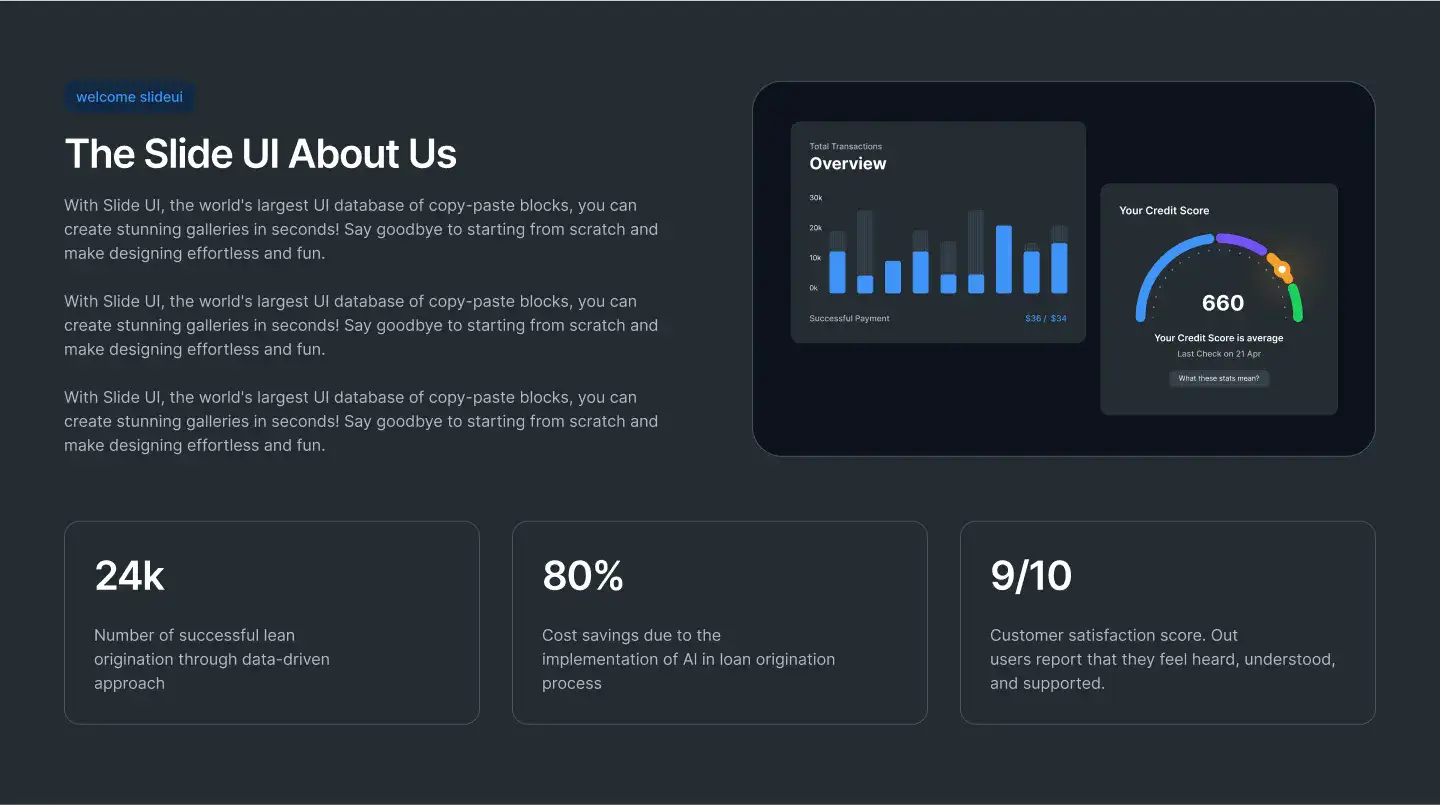 welcome slideui
The Slide UI About Us
With Slide UI, the world's largest UI database of copy-paste blocks, you can
create stunning galleries in seconds! Say goodbye to starting from scratch and
make designing effortless and fun.
With Slide UI, the world's largest UI database of copy-paste blocks, you can
create stunning galleries in seconds! Say goodbye to starting from scratch and
make designing effortless and fun.
With Slide UI, the world's largest UI database of copy-paste blocks, you can
create stunning galleries in seconds! Say goodbye to starting from scratch and
make designing effortless and fun.
Total Transactions
Overview
30k
20k
10k
0k
Successful Payment
$36 / $34
Your Credit Score
660
Your Credit Score is average
Last Check on 21 Apr
What these stats mean?
24k
Number of successful lean
origination through data-driven
approach
80%
Cost savings due to the
implementation of AI in loan origination
process
9/10
Customer satisfaction score. Out
users report that they feel heard, understood,
and supported.